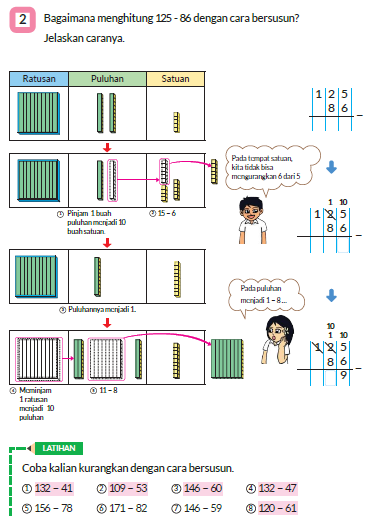 2 Bagaimana menghitung 125 - 86 dengan cara bersusun?
Jelaskan caranya.
Ratusan Puluhan Satuan
1 2 5
8 6
–
Pada tempat satuan,
kita tidak bisa
mengurangkan 6 dari 5
① Pinjam 1 buah
puluhan menjadi 10
buah satuan.
② 15 – 6
1 10
1 2 5
8 6
–
③ Puluhannya menjadi 1.
Pada puluhan
menjadi 1 – 8...
10
1 10
1 2 5
8 6
–
9
④ Meminjam
1 ratusan
menjadi 10
puluhan
⑤ 11 – 8
LATIHAN
Coba kalian kurangkan dengan cara bersusun.
① 132 – 41 ② 109 – 53 ③ 146 – 60 ④ 132 – 47
⑤ 156 – 78 ⑥ 171 – 82 ⑦ 146 – 59 ⑧ 120 – 61